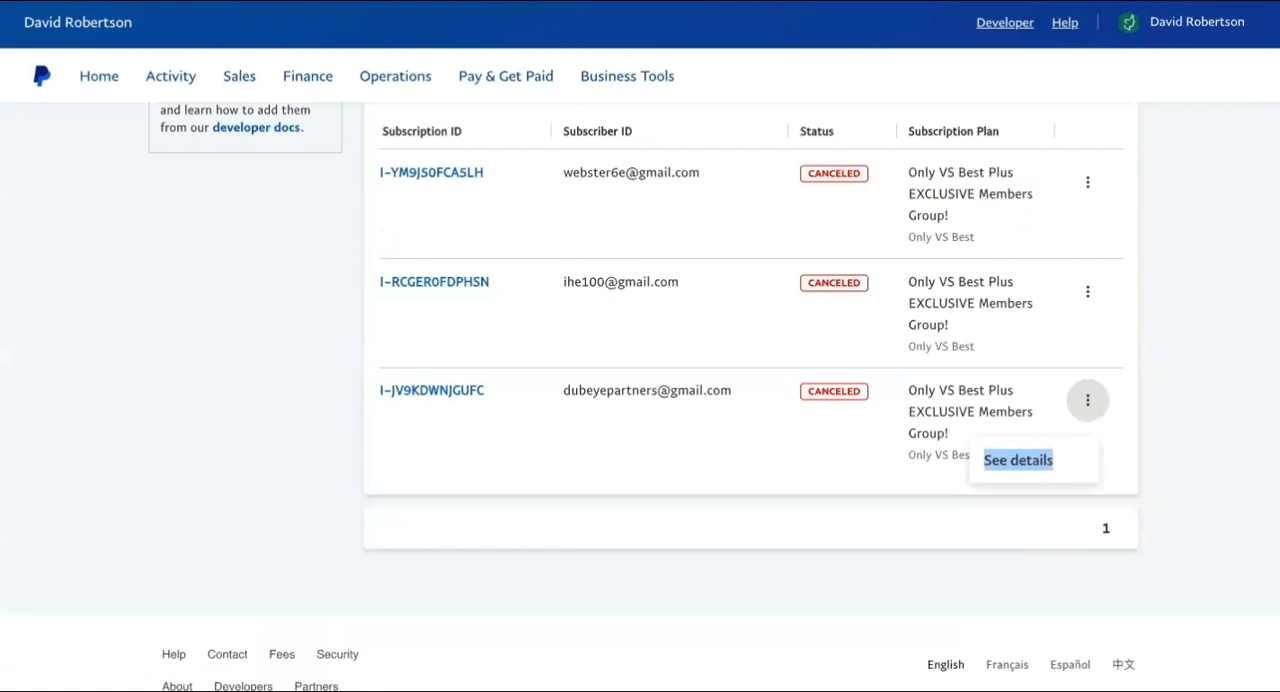 David Robertson
Developer Help David Robertson
Home Activity Sales Finance Operations Pay & Get Paid Business Tools
and learn how to add them
from our developer docs.
Subscription ID Subscriber ID Status Subscription Plan
I-YM9J50FCA5LH webster6e@gmail.com CANCELED Only VS Best Plus
EXCLUSIVE Members
Group!
Only VS Best
I-RCGER0FDPHSN ihe100@gmail.com CANCELED Only VS Best Plus
EXCLUSIVE Members
Group!
Only VS Best
I-JV9KDWNJGUFC dubeyepartners@gmail.com CANCELED Only VS Best Plus
EXCLUSIVE Members
Group!
Only VS Bes
See details
1
Help Contact Fees Security
English Français Español 中文
About Developers Partners